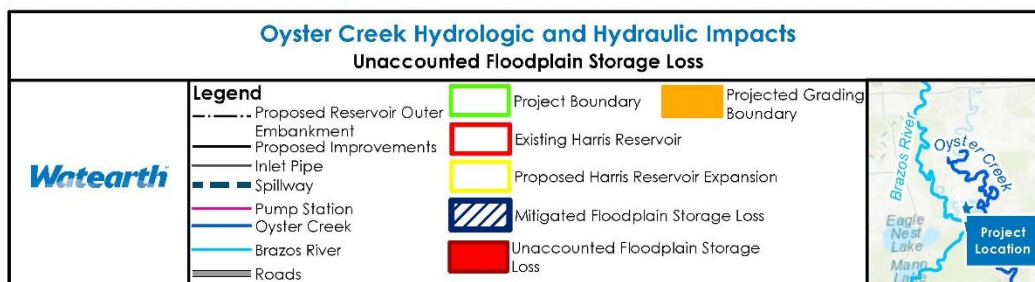 Oyster Creek Hydrologic and Hydraulic Impacts
Unaccounted Floodplain Storage Loss
Watearth
Legend
Proposed Reservoir Outer
Embankment
Proposed Improvements
Inlet Pipe
Spillway
Pump Station
Oyster Creek
Brazos River
Roads
Project Boundary
Existing Harris Reservoir
Proposed Harris Reservoir Expansion
Mitigated Floodplain Storage Loss
Unaccounted Floodplain Storage
Loss
Projected Grading
Boundary
Brazos River
Oyster Creek
Eagle
Nest
Lake
Mann
Lake
Project
Location